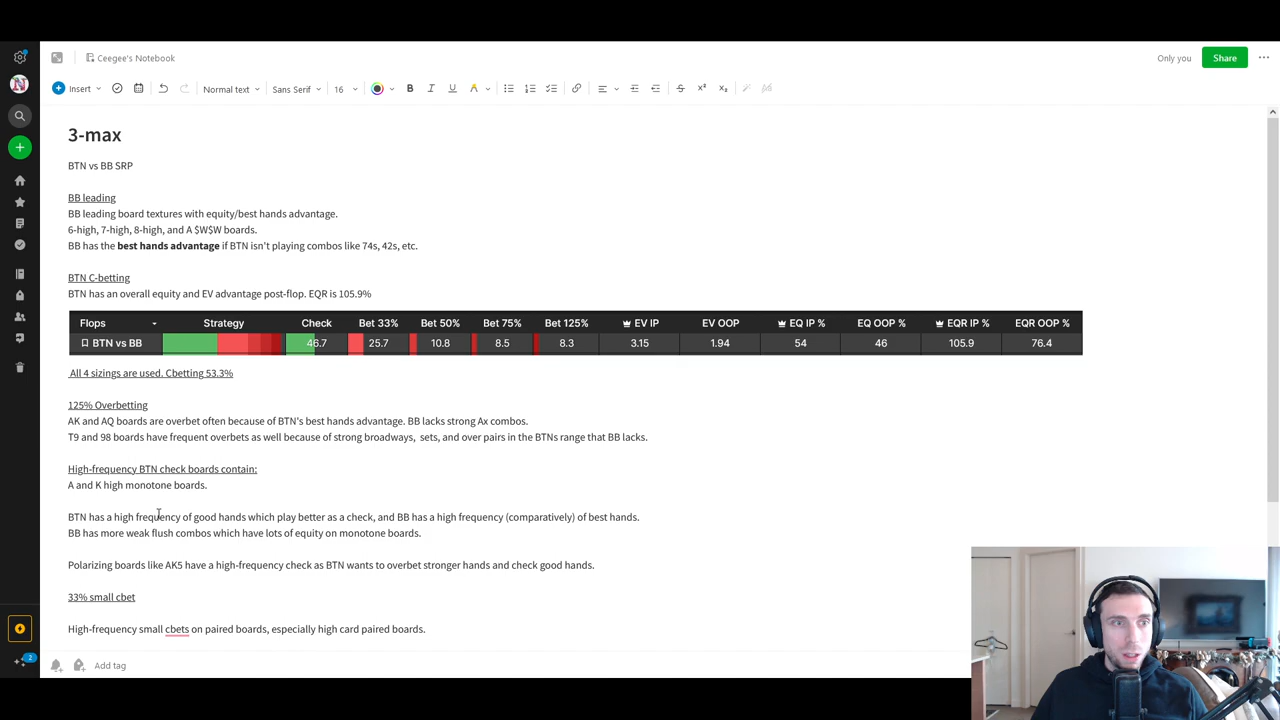 Ceegee's Notebook
Only you
Share
Insert
Normal text
Sans Serif
16
3-max
BTN vs BB SRP
BB leading
BB leading board textures with equity/best hands advantage.
6-high, 7-high, 8-high, and A $W$W boards.
BB has the best hands advantage if BTN isn't playing combos like 74s, 42s, etc.
BTN C-betting
BTN has an overall equity and EV advantage post-flop. EQR is 105.9%
Flops Strategy Check Bet 33% Bet 50% Bet 75% Bet 125% EV IP EV OOP EQ IP % EQ OOP % EQR IP % EQR OOP %
BTN vs BB 46.7 25.7 10.8 8.5 8.3 3.15 1.94 54 46 105.9 76.4
All 4 sizings are used. Cbetting 53.3%
125% Overbetting
AK and AQ boards are overbet often because of BTN's best hands advantage. BB lacks strong Ax combos.
T9 and 98 boards have frequent overbets as well because of strong broadways, sets, and over pairs in the BTNs range that BB lacks.
High-frequency BTN check boards contain:
A and K high monotone boards.
BTN has a high frequency of good hands which play better as a check, and BB has a high frequency (comparatively) of best hands.
BB has more weak flush combos which have lots of equity on monotone boards.
Polarizing boards like AK5 have a high-frequency check as BTN wants to overbet stronger hands and check good hands.
33% small cbet
High-frequency small cbets on paired boards, especially high card paired boards.
2
Add tag